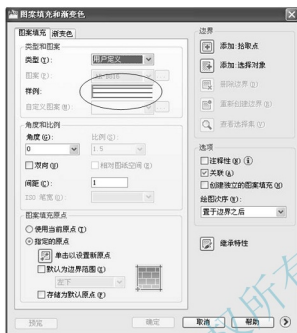 图案填充和渐变色
图案填充 渐变色
类型和图案
类型(Y): 用户定义
图案(P):
样例:
自定义图案(M):
角度和比例
角度(G): 比例(S):
0 1.5
双向(U) 相对图纸空间(E)
间距(C): 1
ISO 笔宽(O):
图案填充原点
使用当前原点(T)
指定的原点
单击以设置新原点
默认为边界范围(X)
左下
存储为默认原点(F)
边界
添加:拾取点
添加:选择对象
删除边界(D)
重新创建边界(R)
查看选择集(V)
选项
注释性(N)
关联(A)
创建独立的图案填充(H)
绘图次序(W):
置于边界之后
继承特性
预览 确定 取消 帮助